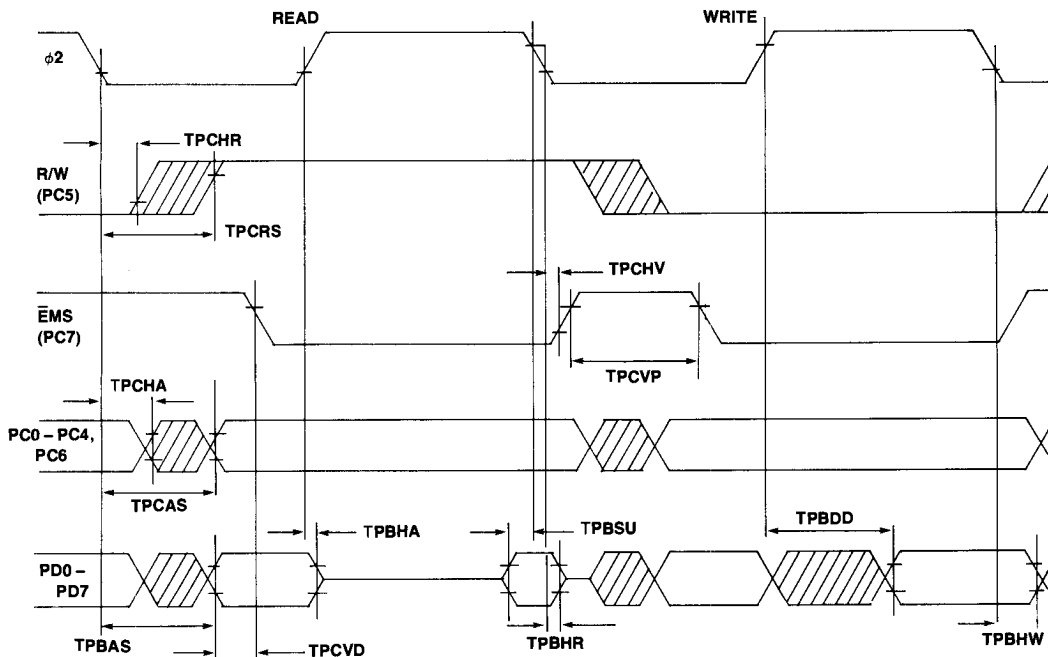 READ
WRITE
ϕ2
TPCHR
R/W
(PC5)
TPCRS
TPCHV
E̅MS
(PC7)
TPCVP
TPCHA
PC0 – PC4,
PC6
TPCAS
TPBHA
TPBSU
TPBDD
PD0 –
PD7
TPBAS
TPCVD
TPBHR
TPBHW